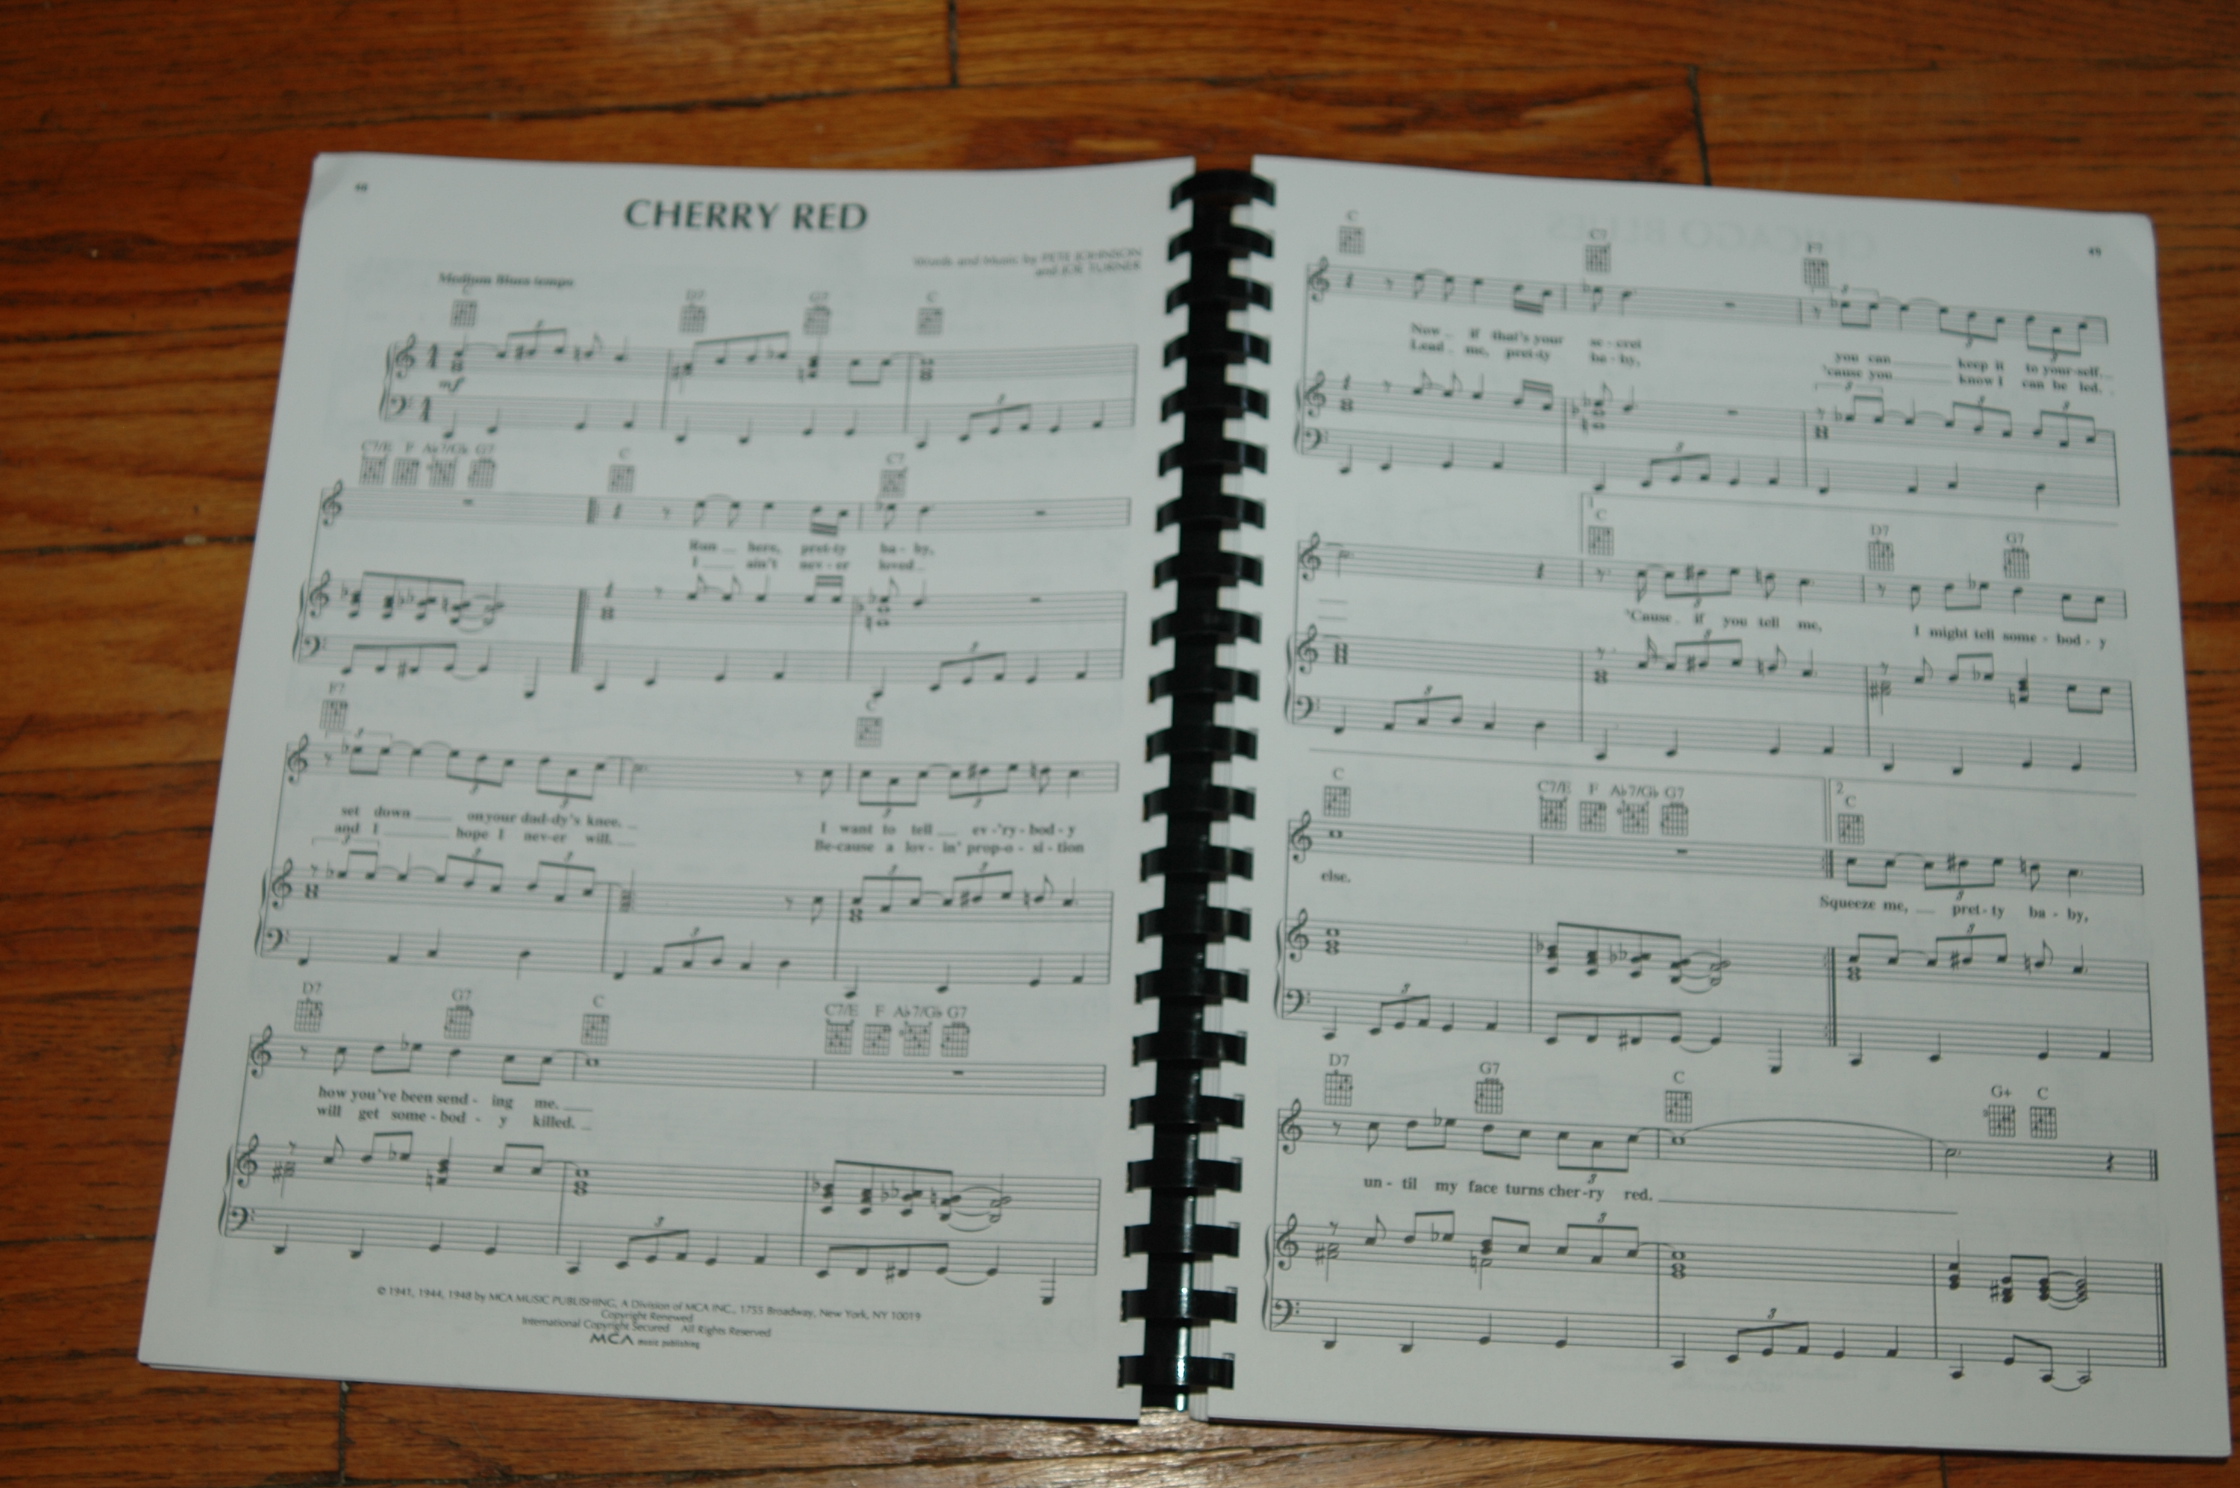 48
CHERRY RED
Words and Music by PETE JOHNSON
and JOE TURNER
Medium Blues tempo
C D7 G7 C
mf
C7/E F A♭7/G♭ G7 C C7
Run here, pret-ty ba - by,
I ain't nev - er loved
F7 C
set down on your dad-dy's knee.
and I hope I nev-er will.
I want to tell ev-'ry-bod-y
Be-cause a lov - in' prop-o - si - tion
D7 G7 C C7/E F A♭7/G♭ G7
how you've been send - ing me.
will get some - bod - y killed.
© 1941, 1944, 1948 by MCA MUSIC PUBLISHING, A Division of MCA INC., 1755 Broadway, New York, NY 10019
Copyright Renewed
International Copyright Secured All Rights Reserved
MCA music publishing
49
C C7 F7
Now if that's your se - cret you can keep it to your-self.
Lead me, pret-ty ba - by, 'cause you know I can be led.
1
C D7 G7
'Cause if you tell me, I might tell some - bod - y
C C7/E F A♭7/G♭ G7
2
C
else.
Squeeze me, pret - ty ba - by,
D7 G7 C G+ C
un - til my face turns cher-ry red.